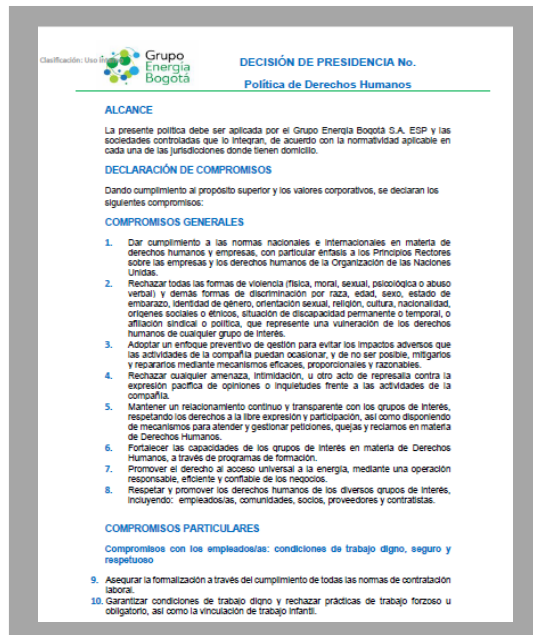 Clasificación: Uso In
Grupo
Energía
Bogotá
DECISIÓN DE PRESIDENCIA No.
Política de Derechos Humanos
ALCANCE
La presente política debe ser aplicada por el Grupo Energía Bogotá S.A. ESP y las
sociedades controladas que lo integran, de acuerdo con la normatividad aplicable en
cada una de las jurisdicciones donde tienen domicilio.
DECLARACIÓN DE COMPROMISOS
Dando cumplimiento al propósito superior y los valores corporativos, se declaran los
siguientes compromisos:
COMPROMISOS GENERALES
1. Dar cumplimiento a las normas nacionales e internacionales en materia de
derechos humanos y empresas, con particular énfasis a los Principios Rectores
sobre las empresas y los derechos humanos de la Organización de las Naciones
Unidas.
2. Rechazar todas las formas de violencia (física, moral, sexual, psicológica o abuso
verbal) y demás formas de discriminación por raza, edad, sexo, estado de
embarazo, identidad de género, orientación sexual, religión, cultura, nacionalidad,
orígenes sociales o étnicos, situación de discapacidad permanente o temporal, o
afiliación sindical o política, que represente una vulneración de los derechos
humanos de cualquier grupo de interés.
3. Adoptar un enfoque preventivo de gestión para evitar los impactos adversos que
las actividades de la compañía puedan ocasionar, y de no ser posible, mitigarlos
y repararlos mediante mecanismos eficaces, proporcionales y razonables.
4. Rechazar cualquier amenaza, intimidación, u otro acto de represalia contra la
expresión pacífica de opiniones o inquietudes frente a las actividades de la
compañía.
5. Mantener un relacionamiento continuo y transparente con los grupos de interés,
respetando los derechos a la libre expresión y participación, así como disponiendo
de mecanismos para atender y gestionar peticiones, quejas y reclamos en materia
de Derechos Humanos.
6. Fortalecer las capacidades de los grupos de interés en materia de Derechos
Humanos, a través de programas de formación.
7. Promover el derecho al acceso universal a la energía, mediante una operación
responsable, eficiente y confiable de los negocios.
8. Respetar y promover los derechos humanos de los diversos grupos de interés,
incluyendo: empleados/as, comunidades, socios, proveedores y contratistas.
COMPROMISOS PARTICULARES
Compromisos con los empleados/as: condiciones de trabajo digno, seguro y
respetuoso
9. Asegurar la formalización a través del cumplimiento de todas las normas de contratación
laboral.
10. Garantizar condiciones de trabajo digno y rechazar prácticas de trabajo forzoso u
obligatorio, así como la vinculación de trabajo infantil.